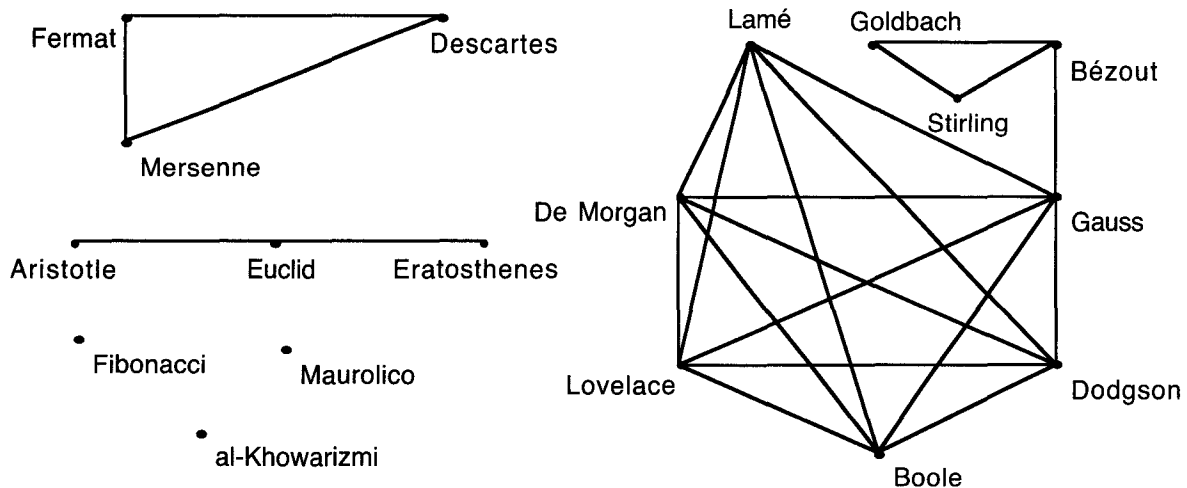 Lamé
Goldbach
Fermat
Descartes
Bézout
Stirling
Mersenne
De Morgan
Gauss
Aristotle
Euclid
Eratosthenes
Fibonacci
Maurolico
Lovelace
Dodgson
al-Khowarizmi
Boole